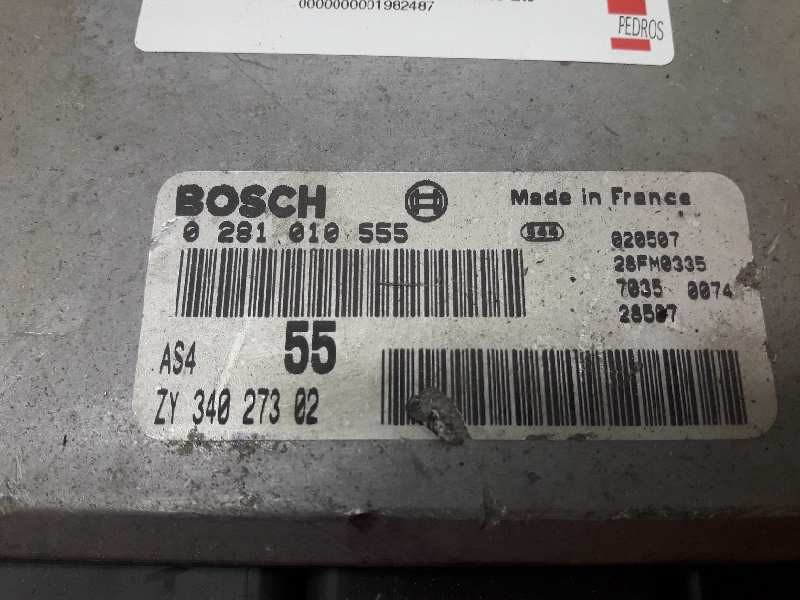 0000000001982487
PEDROS
BOSCH
Made in France
0 281 010 555
020507
28FM0335
7035 0074
28507
AS4
55
ZY 340 273 02